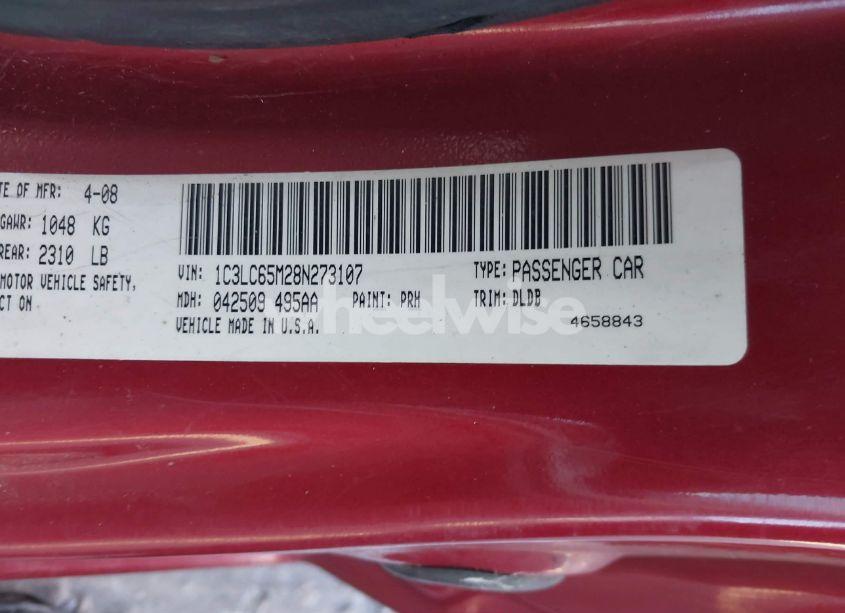 TE OF MFR: 4-08
GAWR: 1048 KG
REAR: 2310 LB
MOTOR VEHICLE SAFETY,
CT ON
VIN: 1C3LC65M28N273107 TYPE: PASSENGER CAR
MDH: 042509 495AA PAINT: PRH TRIM: DLDB
VEHICLE MADE IN U.S.A. 4658843
wheelwise